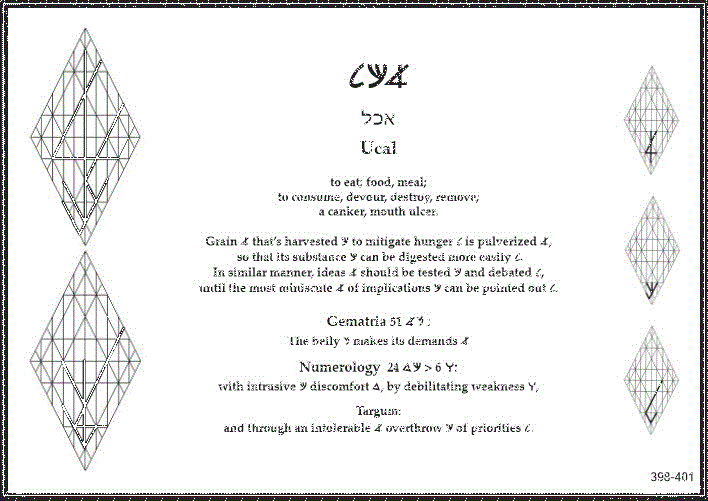 𐤀𐤊𐤋
אכל
Ucal
to eat; food, meal;
to consume, devour, destroy, remove;
a canker, mouth ulcer.
Grain 𐤀 that's harvested 𐤊 to mitigate hunger 𐤋 is pulverized 𐤀,
so that its substance 𐤊 can be digested more easily 𐤋.
In similar manner, ideas 𐤀 should be tested 𐤊 and debated 𐤋,
until the most miniscule 𐤀 of implications 𐤊 can be pointed out 𐤋.
Gematria 51 𐤀 𐤍 :
The belly 𐤍 makes its demands 𐤀
Numerology 24 𐤃 𐤊 > 6 𐤅:
with intrusive 𐤊 discomfort 𐤃, by debilitating weakness 𐤅,
Targum:
and through an intolerable 𐤀 overthrow 𐤊 of priorities 𐤋.
398-401